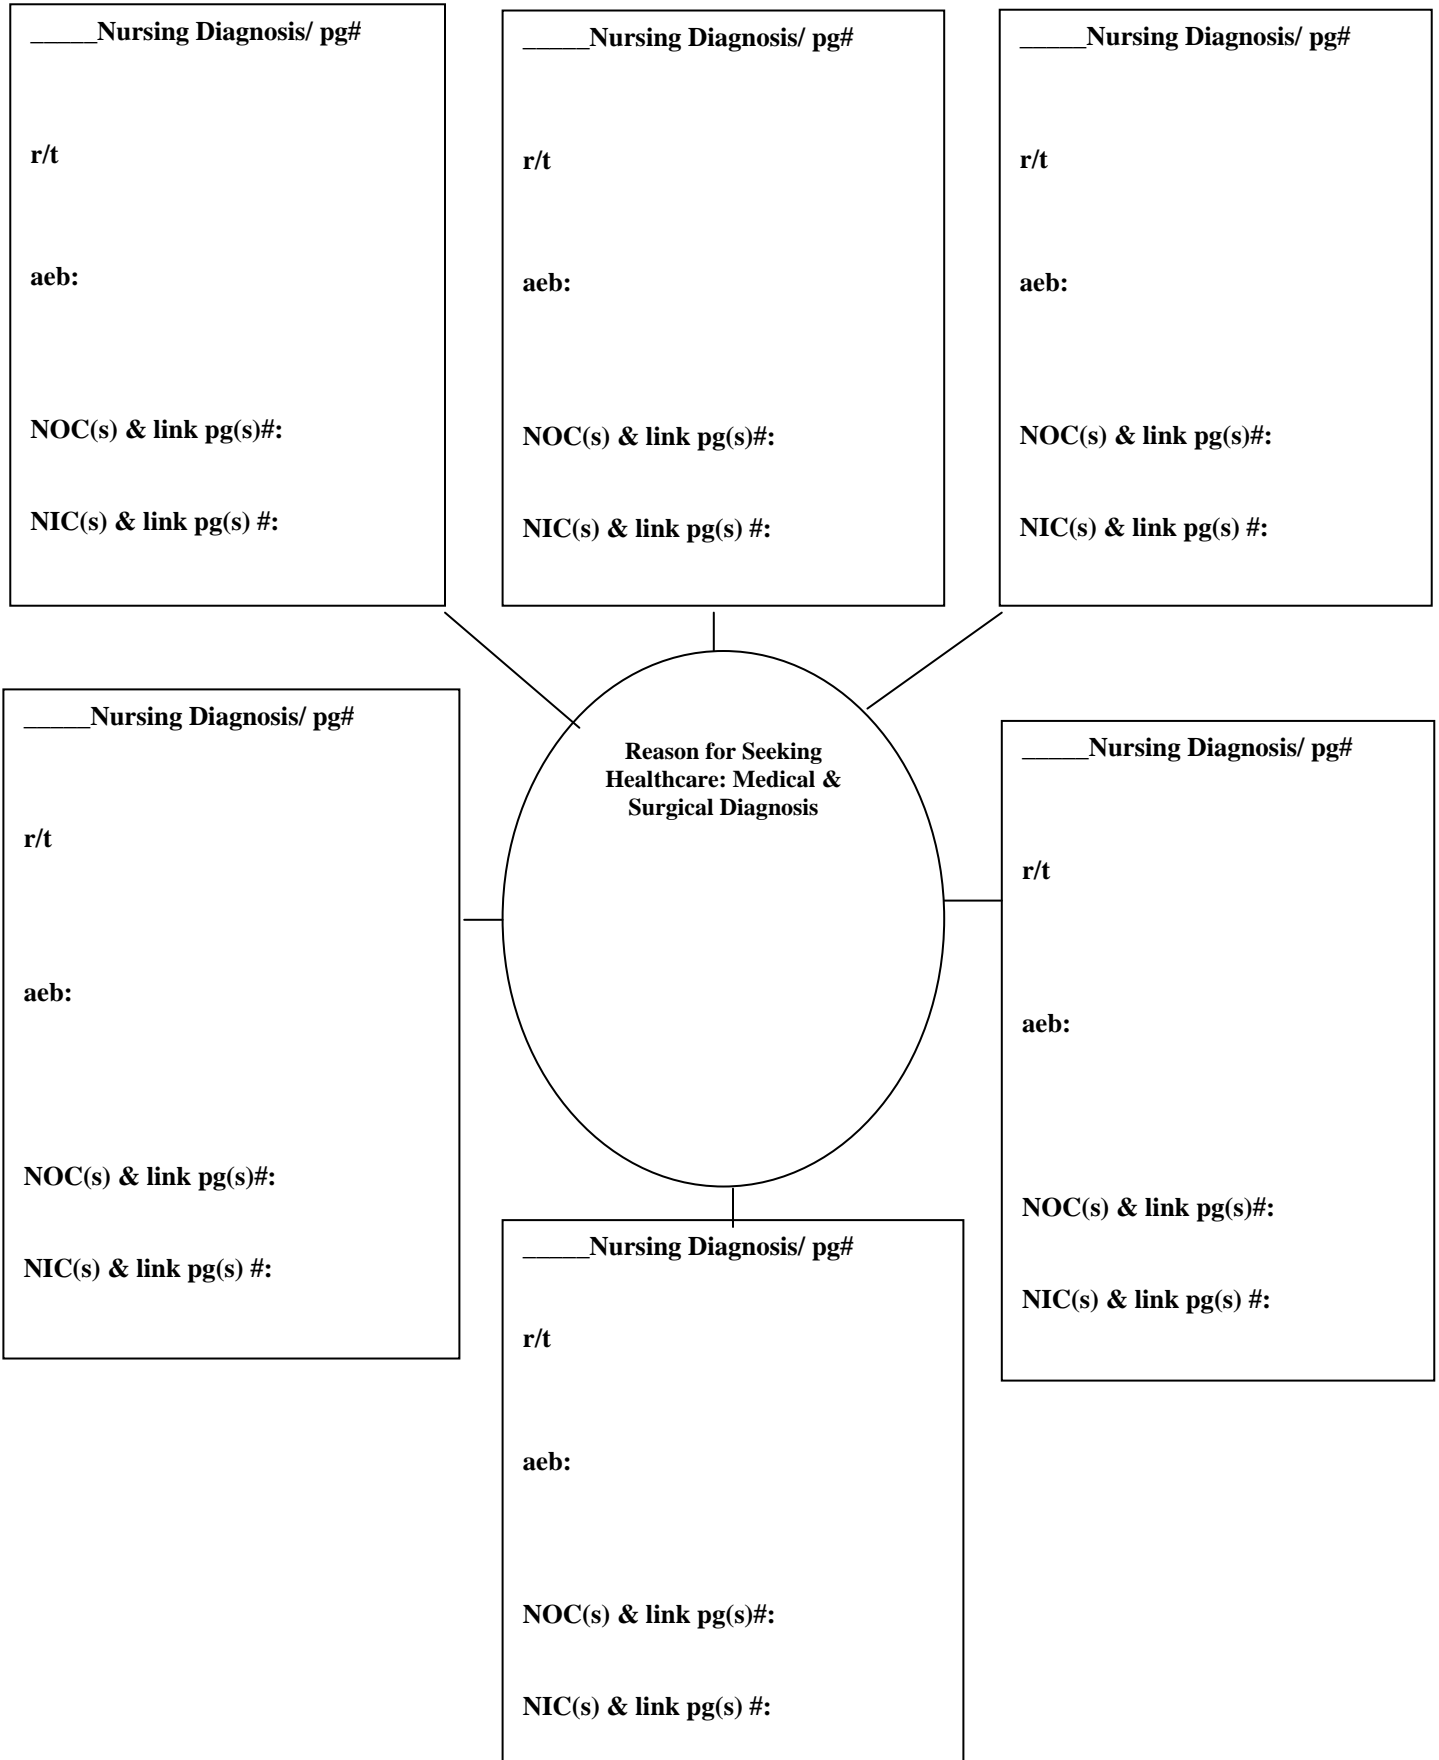 _____Nursing Diagnosis/ pg#
r/t
aeb:
NOC(s) & link pg(s)#:
NIC(s) & link pg(s) #:
_____Nursing Diagnosis/ pg#
r/t
aeb:
NOC(s) & link pg(s)#:
NIC(s) & link pg(s) #:
_____Nursing Diagnosis/ pg#
r/t
aeb:
NOC(s) & link pg(s)#:
NIC(s) & link pg(s) #:
_____Nursing Diagnosis/ pg#
r/t
aeb:
NOC(s) & link pg(s)#:
NIC(s) & link pg(s) #:
Reason for Seeking
Healthcare: Medical &
Surgical Diagnosis
_____Nursing Diagnosis/ pg#
r/t
aeb:
NOC(s) & link pg(s)#:
NIC(s) & link pg(s) #:
_____Nursing Diagnosis/ pg#
r/t
aeb:
NOC(s) & link pg(s)#:
NIC(s) & link pg(s) #: